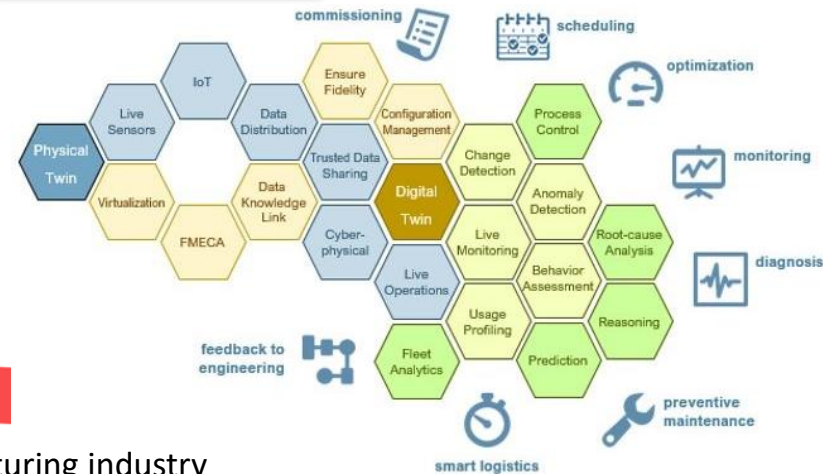 commissioning
scheduling
optimization
monitoring
diagnosis
preventive
maintenance
smart logistics
feedback to
engineering
Physical
Twin
Live
Sensors
IoT
Virtualization
FMECA
Data
Distribution
Data
Knowledge
Link
Ensure
Fidelity
Trusted Data
Sharing
Cyber-
physical
Configuration
Management
Digital
Twin
Live
Operations
Fleet
Analytics
Change
Detection
Live
Monitoring
Usage
Profiling
Process
Control
Anomaly
Detection
Behavior
Assessment
Prediction
Root-cause
Analysis
Reasoning
turing industry